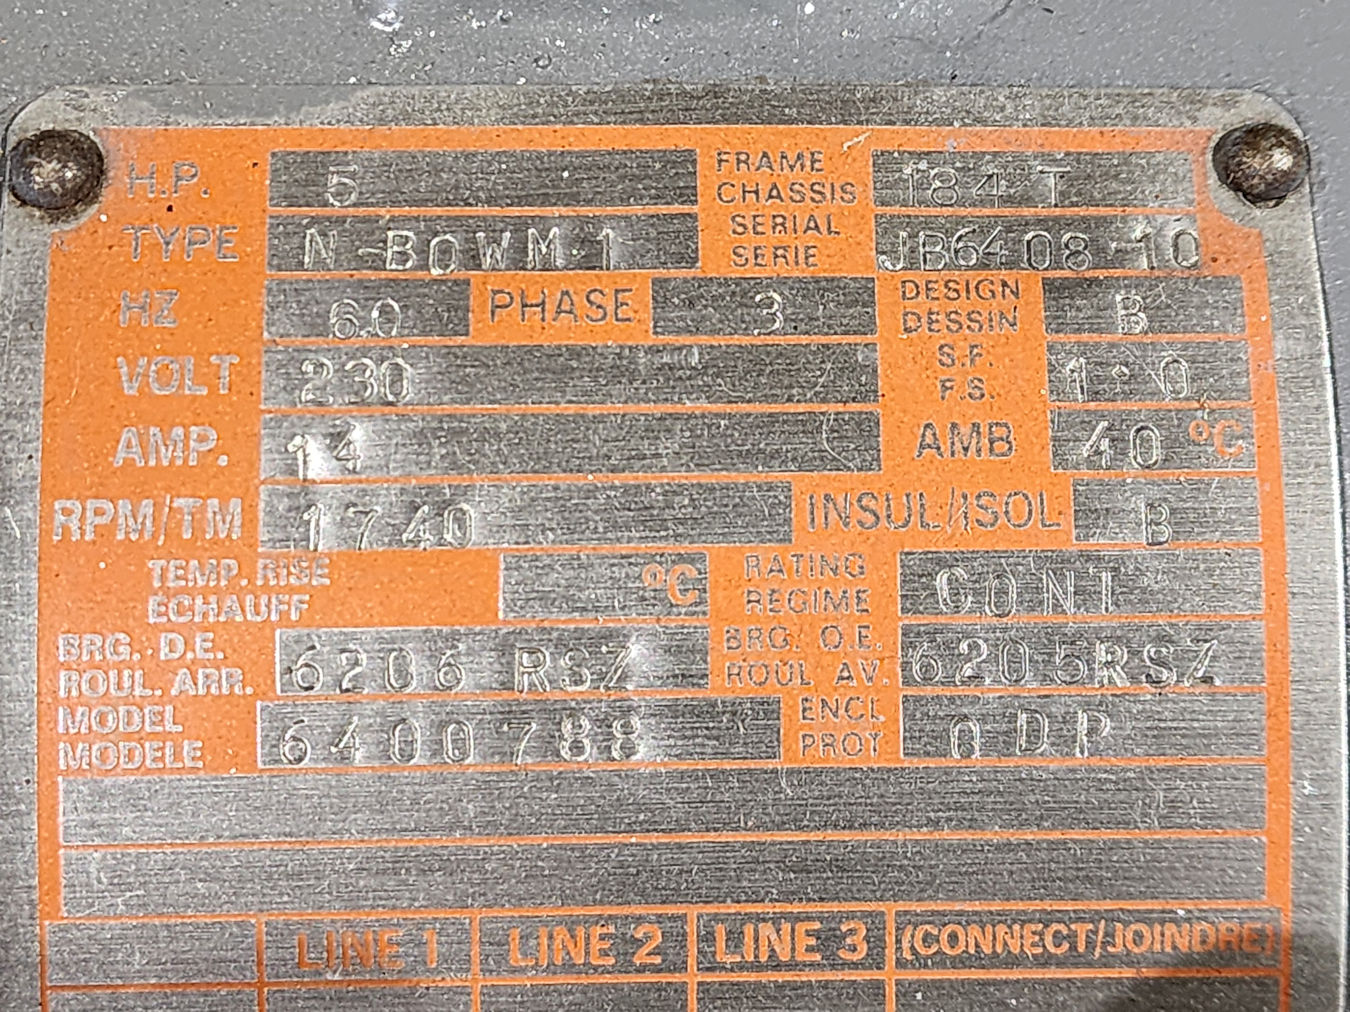 H.P. 5 FRAME CHASSIS 184 T
TYPE N-BOWM.1 SERIAL SERIE JB6408-10
HZ 60 PHASE 3 DESIGN DESSIN B
VOLT 230 S.F. F.S. 1.0
AMP. 14 AMB 40 °C
RPM/TM 1740 INSUL/ISOL B
TEMP. RISE ECHAUFF °C RATING REGIME CONT
BRG. D.E. ROUL. ARR. 6206 RSZ BRG. O.E. ROUL AV. 6205RSZ
MODEL MODELE 6400788 ENCL PROT ODP
LINE 1 LINE 2 LINE 3 (CONNECT/JOINDRE)